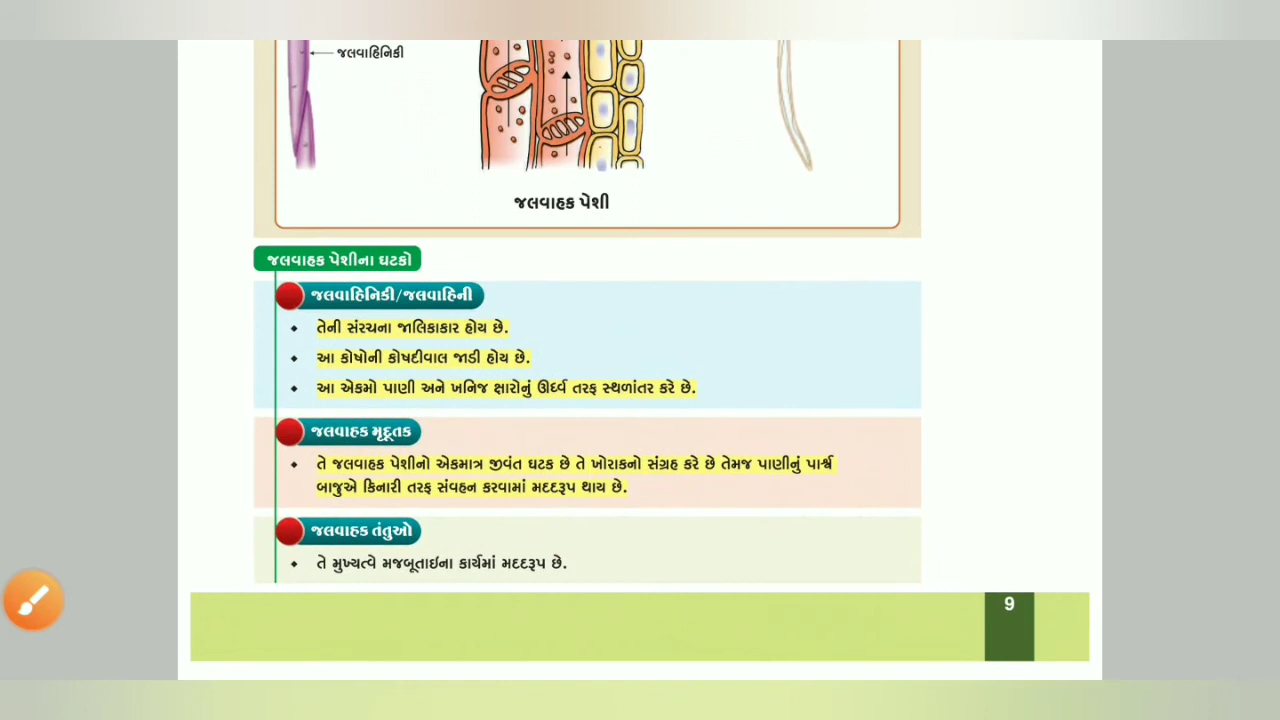 જલવાહિનિકી
જલવાહક પેશી
જલવાહક પેશીના ઘટકો
જલવાહિનિકી/જલવાહિની
તેની સંરચના જાલિકાકાર હોય છે.
આ કોષોની કોષદીવાલ જાડી હોય છે.
આ એકમો પાણી અને ખનિજ ક્ષારોનું ઊર્ધ્વ તરફ સ્થળાંતર કરે છે.
જલવાહક મૃદૂતક
તે જલવાહક પેશીનો એકમાત્ર જીવંત ઘટક છે તે ખોરાકનો સંગ્રહ કરે છે તેમજ પાણીનું પાર્શ્વ
બાજુએ કિનારી તરફ સંવહન કરવામાં મદદરૂપ થાય છે.
જલવાહક તંતુઓ
તે મુખ્યત્વે મજબૂતાઇના કાર્યમાં મદદરૂપ છે.
9